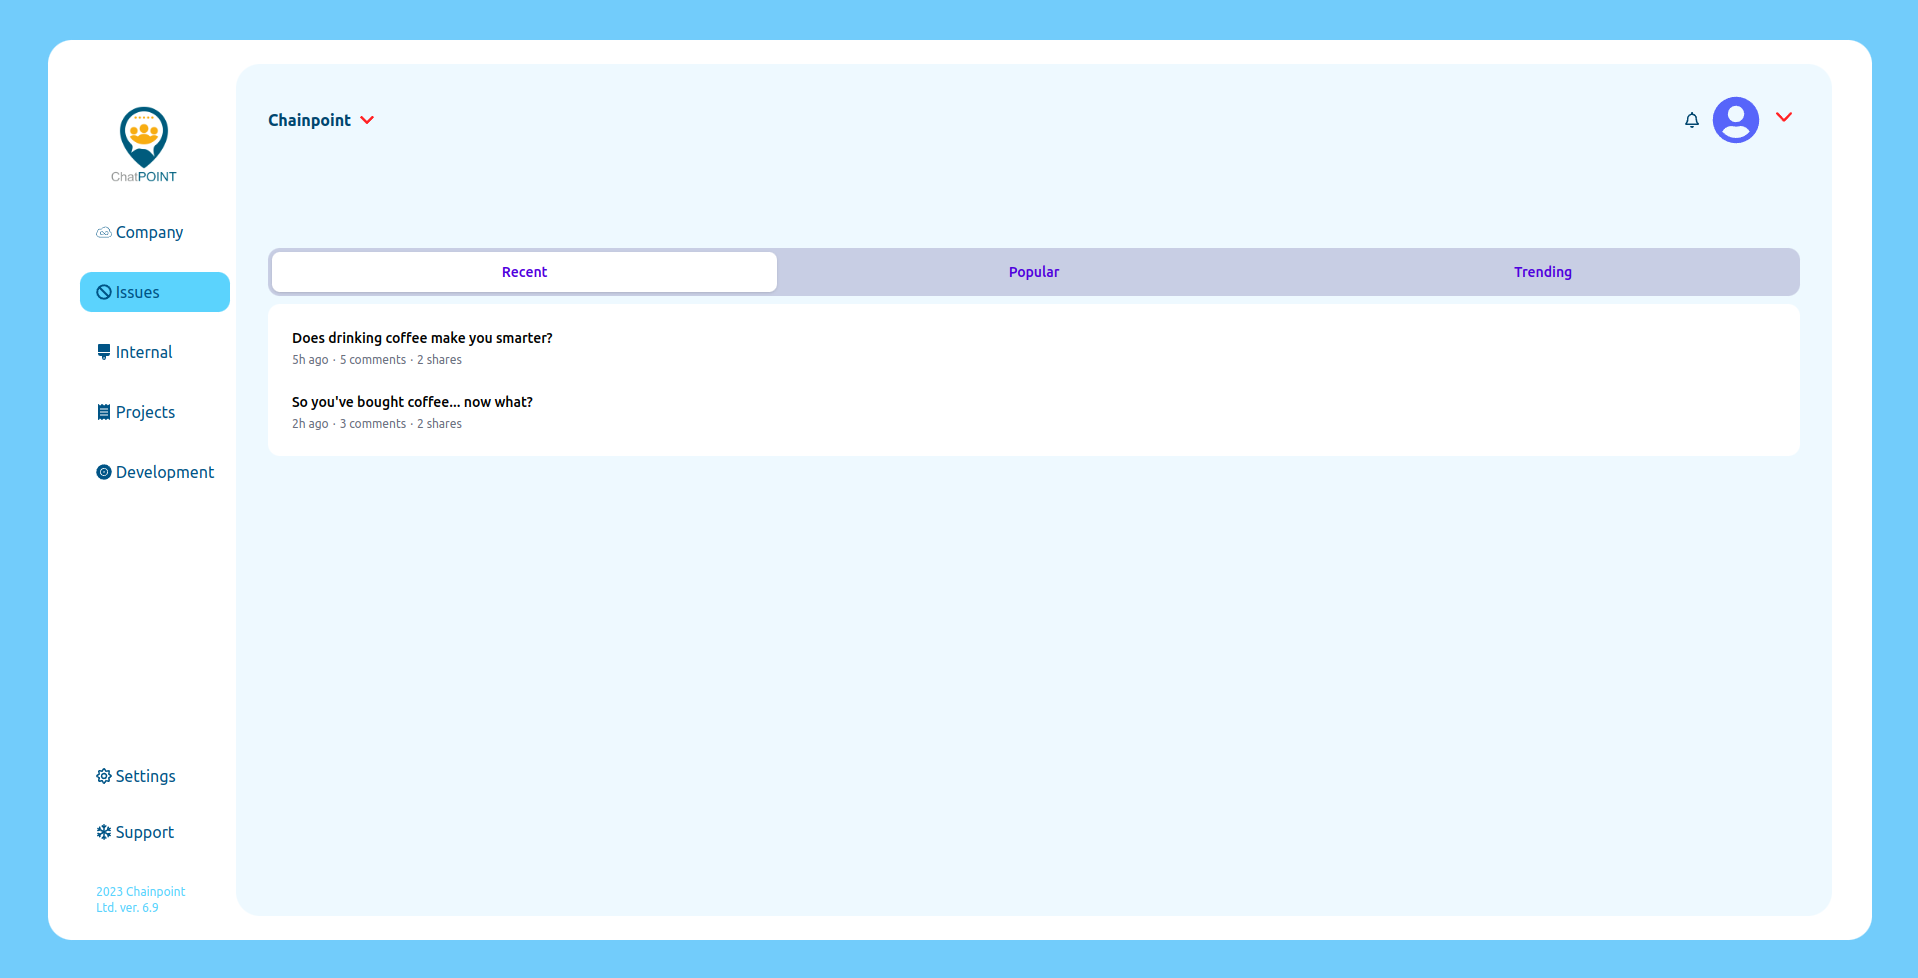 ChatPOINT
Company
Issues
Internal
Projects
Development
Settings
Support
2023 Chainpoint
Ltd. ver. 6.9
Chainpoint
Recent
Popular
Trending
Does drinking coffee make you smarter?
5h ago · 5 comments · 2 shares
So you've bought coffee... now what?
2h ago · 3 comments · 2 shares